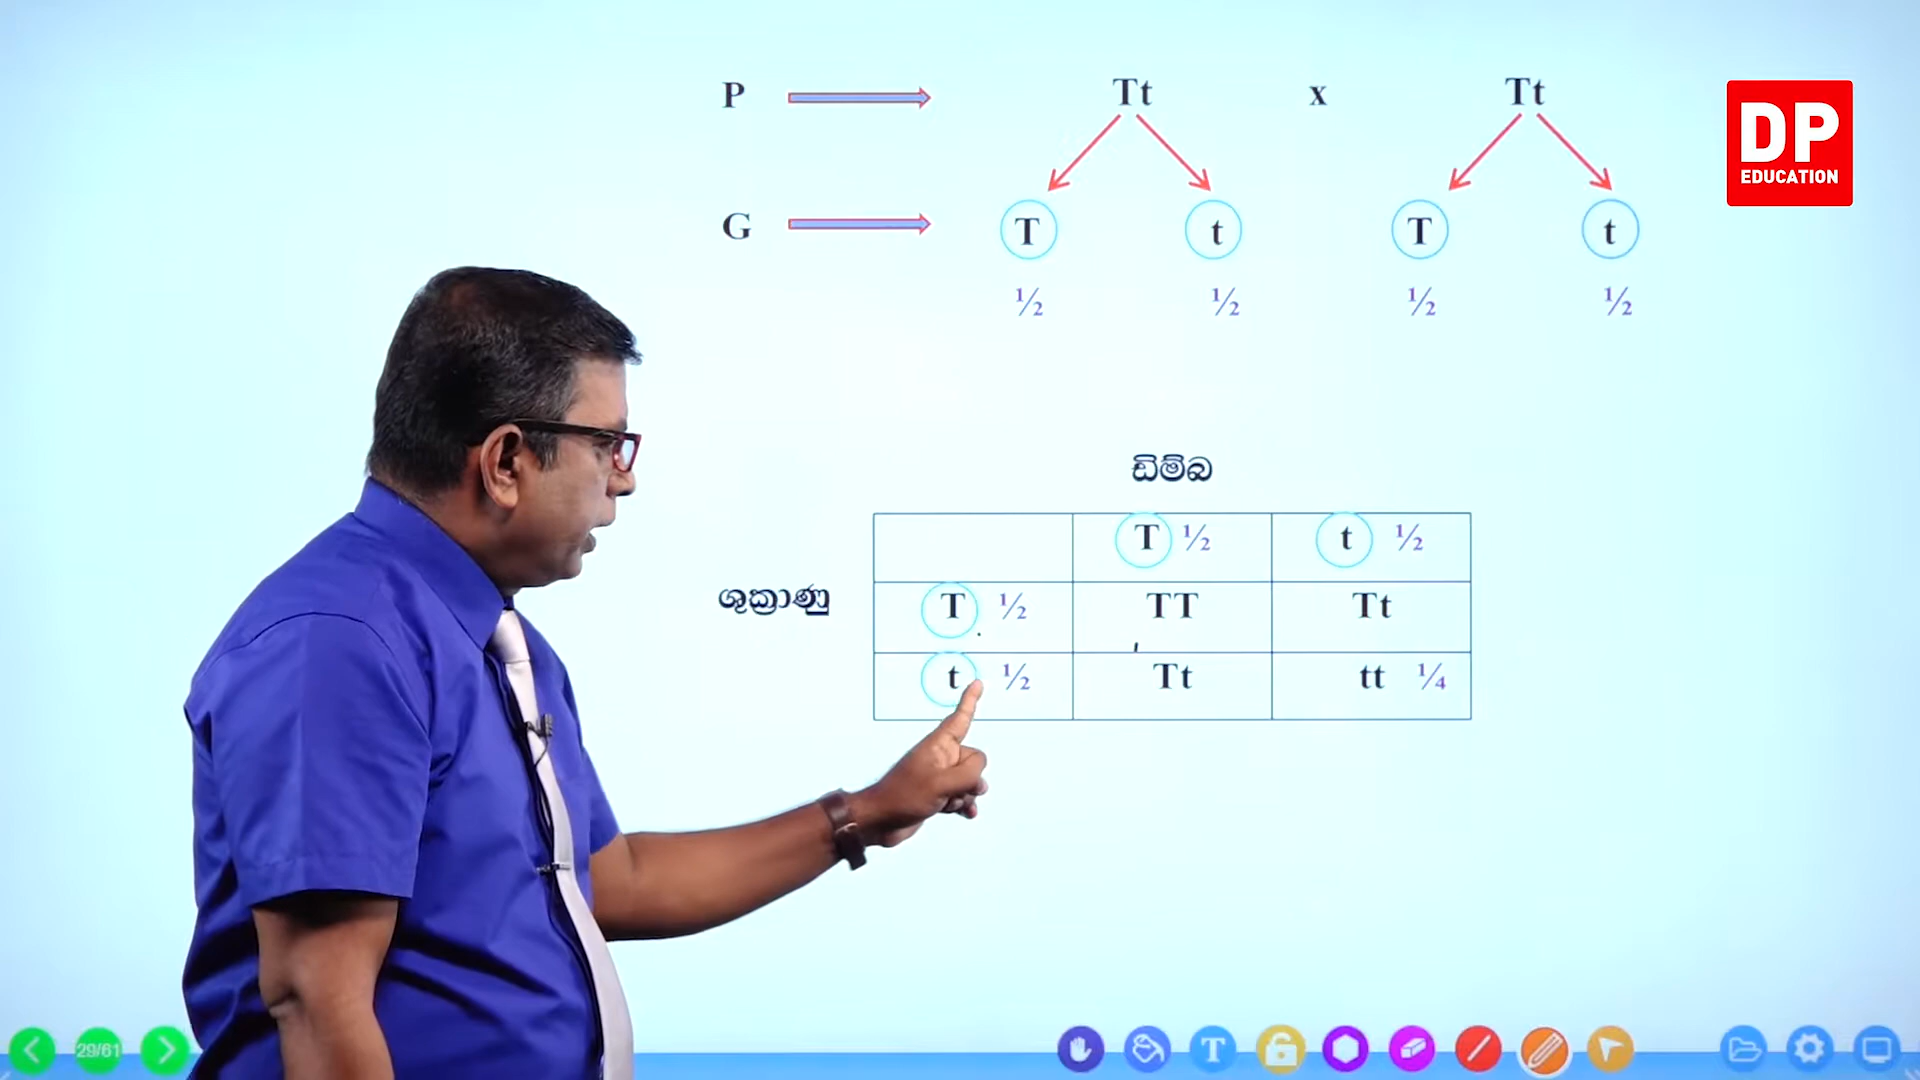 P Tt x Tt
DP
EDUCATION
G T t T t
½ ½ ½ ½
ඩිම්බ
T ½ t ½
ශුක්‍රාණු
T ½ TT Tt
t ½ Tt tt ¼
29/61
T